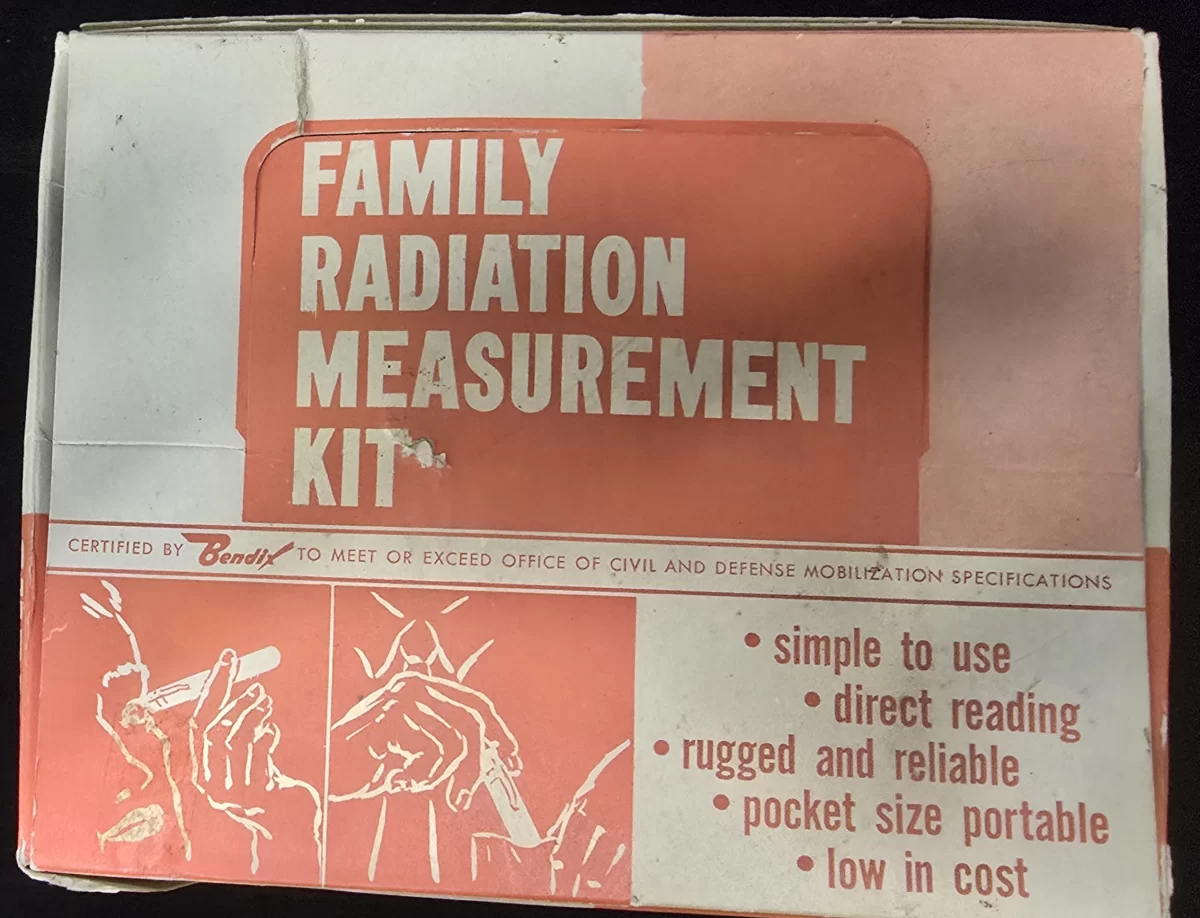 FAMILY
RADIATION
MEASUREMENT
KIT
CERTIFIED BY Bendix TO MEET OR EXCEED OFFICE OF CIVIL AND DEFENSE MOBILIZATION SPECIFICATIONS
• simple to use
• direct reading
• rugged and reliable
• pocket size portable
• low in cost